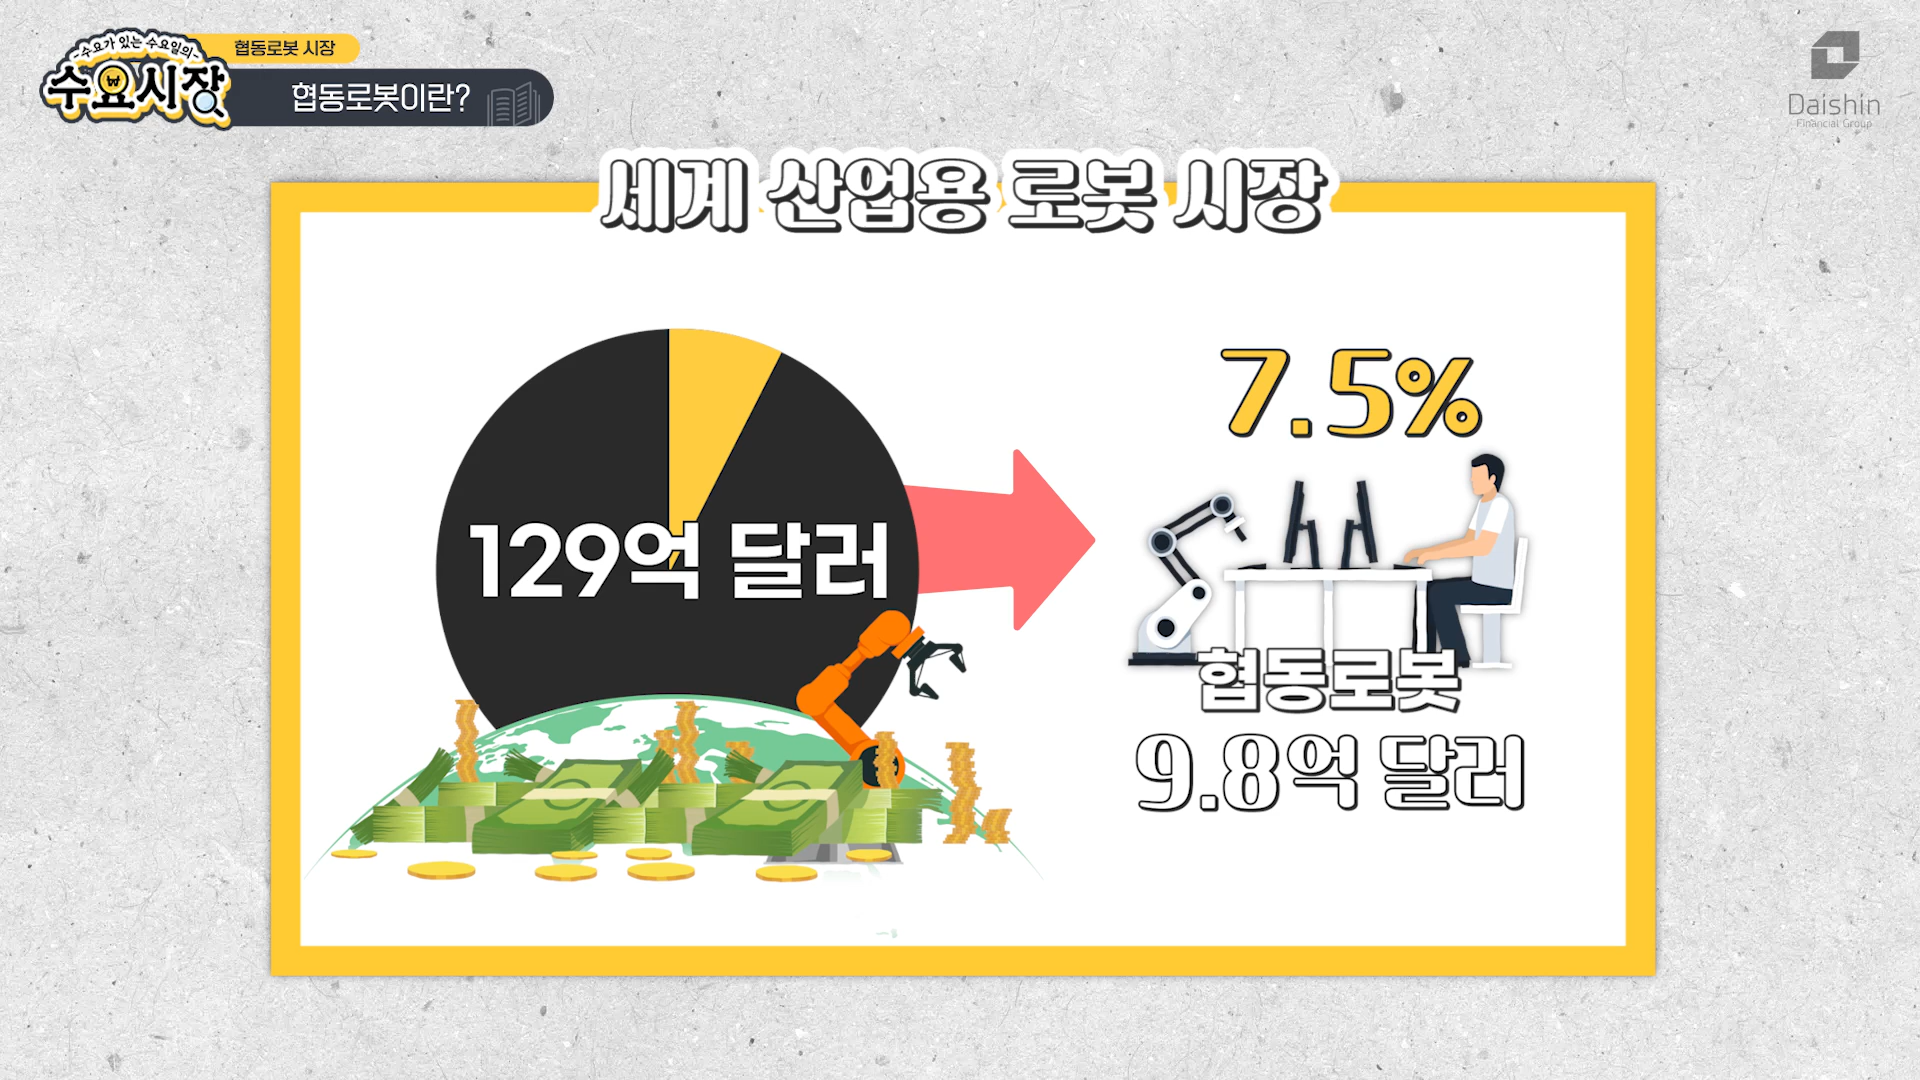 -수요가 있는 수요일의-
수요시장
협동로봇 시장
협동로봇이란?
Daishin
Financial Group
세계 산업용 로봇 시장
129억 달러
7.5%
협동로봇
9.8억 달러